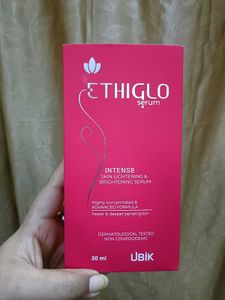 ETHIGLO
serum
INTENSE
SKIN LIGHTENING &
BRIGHTENING SERUM
Highly concentrated &
ADVANCED FORMULA
Faster & deeper penetration
DERMATOLOGICAL TESTED
NON COMEDOGENIC
30 ml
UBIK